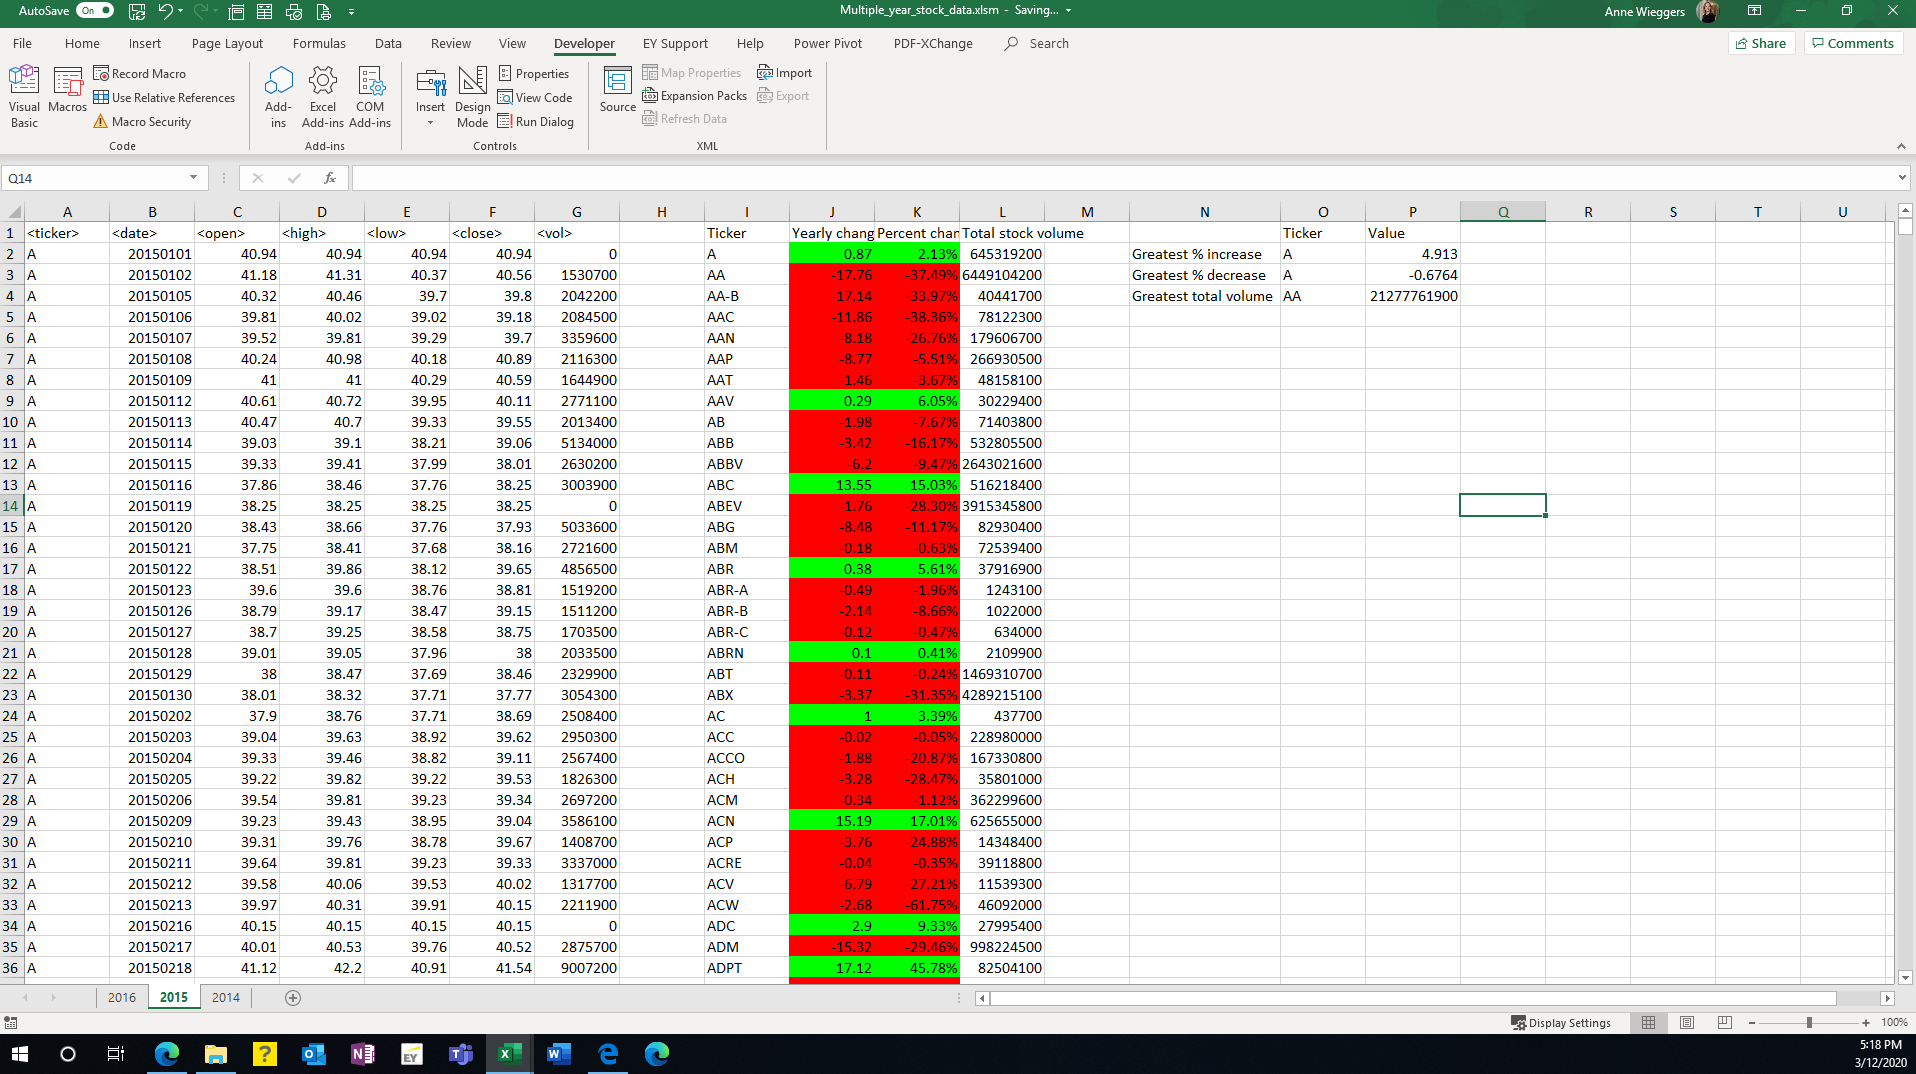 AutoSave On Multiple_year_stock_data.xlsm - Saving... Anne Wieggers
File Home Insert Page Layout Formulas Data Review View Developer EY Support Help Power Pivot PDF-XChange Search Share Comments
Visual Basic Macros Record Macro Use Relative References Macro Security Add-ins Excel Add-ins COM Add-ins Insert Design Mode Properties View Code Run Dialog Source Map Properties Expansion Packs Refresh Data Import Export
Code Add-ins Controls XML
Q14 fx
A B C D E F G H I J K L M N O P Q R S T U
1 <ticker> <date> <open> <high> <low> <close> <vol> Ticker Yearly chang Percent chan Total stock volume Ticker Value
2 A 20150101 40.94 40.94 40.94 40.94 0 A 0.87 2.13% 645319200 Greatest % increase A 4.913
3 A 20150102 41.18 41.31 40.37 40.56 1530700 AA -17.76 -37.49% 6449104200 Greatest % decrease A -0.6764
4 A 20150105 40.32 40.46 39.7 39.8 2042200 AA-B -17.14 -33.97% 40441700 Greatest total volume AA 21277761900
5 A 20150106 39.81 40.02 39.02 39.18 2084500 AAC -11.86 -38.36% 78122300
6 A 20150107 39.52 39.81 39.29 39.7 3359600 AAN -8.18 -26.76% 179606700
7 A 20150108 40.24 40.98 40.18 40.89 2116300 AAP -8.77 -5.51% 266930500
8 A 20150109 41 41 40.29 40.59 1644900 AAT -1.46 -3.67% 48158100
9 A 20150112 40.61 40.72 39.95 40.11 2771100 AAV 0.29 6.05% 30229400
10 A 20150113 40.47 40.7 39.33 39.55 2013400 AB -1.98 -7.67% 71403800
11 A 20150114 39.03 39.1 38.21 39.06 5134000 ABB -3.42 -16.17% 532805500
12 A 20150115 39.33 39.41 37.99 38.01 2630200 ABBV -6.2 -9.47% 2643021600
13 A 20150116 37.86 38.46 37.76 38.25 3003900 ABC 13.55 15.03% 516218400
14 A 20150119 38.25 38.25 38.25 38.25 0 ABEV -1.76 -28.30% 3915345800
15 A 20150120 38.43 38.66 37.76 37.93 5033600 ABG -8.48 -11.17% 82930400
16 A 20150121 37.75 38.41 37.68 38.16 2721600 ABM -0.18 -0.63% 72539400
17 A 20150122 38.51 39.86 38.12 39.65 4856500 ABR 0.38 5.61% 37916900
18 A 20150123 39.6 39.6 38.76 38.81 1519200 ABR-A -0.49 -1.96% 1243100
19 A 20150126 38.79 39.17 38.47 39.15 1511200 ABR-B -2.14 -8.66% 1022000
20 A 20150127 38.7 39.25 38.58 38.75 1703500 ABR-C -0.12 -0.47% 634000
21 A 20150128 39.01 39.05 37.96 38 2033500 ABRN 0.1 0.41% 2109900
22 A 20150129 38 38.47 37.69 38.46 2329900 ABT -0.11 -0.24% 1469310700
23 A 20150130 38.01 38.32 37.71 37.77 3054300 ABX -3.37 -31.35% 4289215100
24 A 20150202 37.9 38.76 37.71 38.69 2508400 AC 1 3.39% 437700
25 A 20150203 39.04 39.63 38.92 39.62 2950300 ACC -0.02 -0.05% 228980000
26 A 20150204 39.33 39.46 38.82 39.11 2567400 ACCO -1.88 -20.87% 167330800
27 A 20150205 39.22 39.82 39.22 39.53 1826300 ACH -3.28 -28.47% 35801000
28 A 20150206 39.54 39.81 39.23 39.34 2697200 ACM -0.34 -1.12% 362299600
29 A 20150209 39.23 39.43 38.95 39.04 3586100 ACN 15.19 17.01% 625655000
30 A 20150210 39.31 39.76 38.78 39.67 1408700 ACP -3.76 -24.88% 14348400
31 A 20150211 39.64 39.81 39.23 39.33 3337000 ACRE -0.04 -0.35% 39118800
32 A 20150212 39.58 40.06 39.53 40.02 1317700 ACV -6.79 -27.21% 11539300
33 A 20150213 39.97 40.31 39.91 40.15 2211900 ACW -2.68 -61.75% 46092000
34 A 20150216 40.15 40.15 40.15 40.15 0 ADC 2.9 9.33% 27995400
35 A 20150217 40.01 40.53 39.76 40.52 2875700 ADM -15.32 -29.46% 998224500
36 A 20150218 41.12 42.2 40.91 41.54 9007200 ADPT 17.12 45.78% 82504100
2016 2015 2014
Display Settings 100%
5:18 PM
3/12/2020